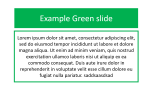 Example Green slide
Lorem ipsum dolor sit amet, consectetur adipiscing elit,
sed do eiusmod tempor incididunt ut labore et dolore
magna aliqua. Ut enim ad minim veniam, quis nostrud
exercitation ullamco laboris nisi ut aliquip ex ea
commodo consequat. Duis aute irure dolor in
reprehenderit in voluptate velit esse cillum dolore eu
fugiat nulla pariatur.